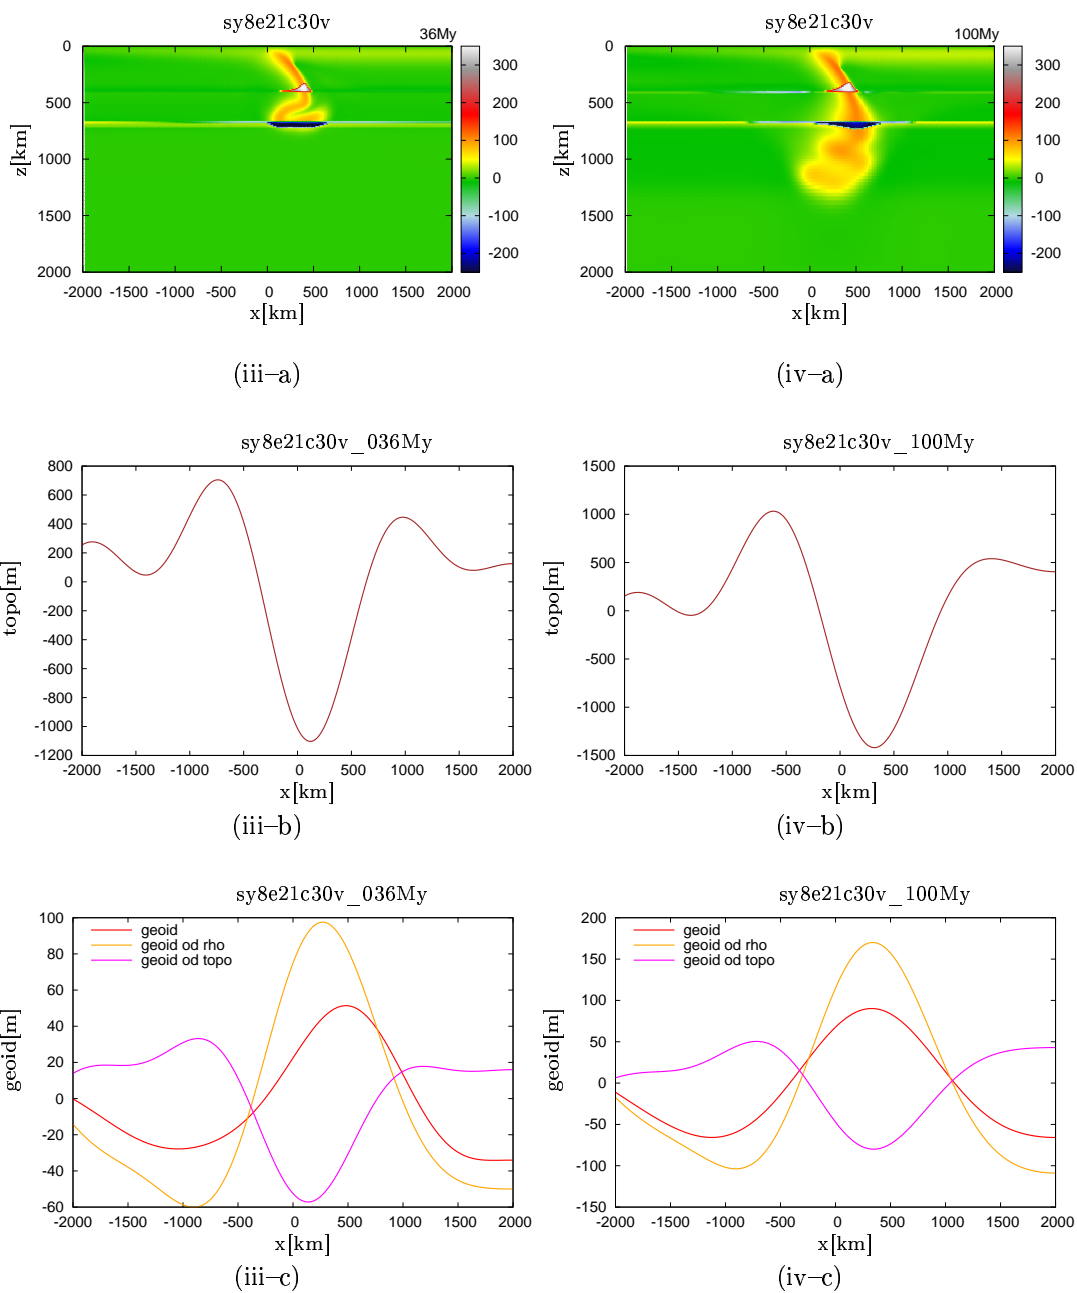 sy8e21c30v
36My
0
500
1000
1500
2000
z[km]
-2000 -1500 -1000 -500 0 500 1000 1500 2000
x[km]
300
200
100
0
-100
-200
(iii–a)
sy8e21c30v
100My
0
500
1000
1500
2000
z[km]
-2000 -1500 -1000 -500 0 500 1000 1500 2000
x[km]
300
200
100
0
-100
-200
(iv–a)
sy8e21c30v_036My
800
600
400
200
0
-200
-400
-600
-800
-1000
-1200
topo[m]
-2000 -1500 -1000 -500 0 500 1000 1500 2000
x[km]
(iii–b)
sy8e21c30v_100My
1500
1000
500
0
-500
-1000
-1500
topo[m]
-2000 -1500 -1000 -500 0 500 1000 1500 2000
x[km]
(iv–b)
sy8e21c30v_036My
geoid
geoid od rho
geoid od topo
100
80
60
40
20
0
-20
-40
-60
geoid[m]
-2000 -1500 -1000 -500 0 500 1000 1500 2000
x[km]
(iii–c)
sy8e21c30v_100My
geoid
geoid od rho
geoid od topo
200
150
100
50
0
-50
-100
-150
geoid[m]
-2000 -1500 -1000 -500 0 500 1000 1500 2000
x[km]
(iv–c)